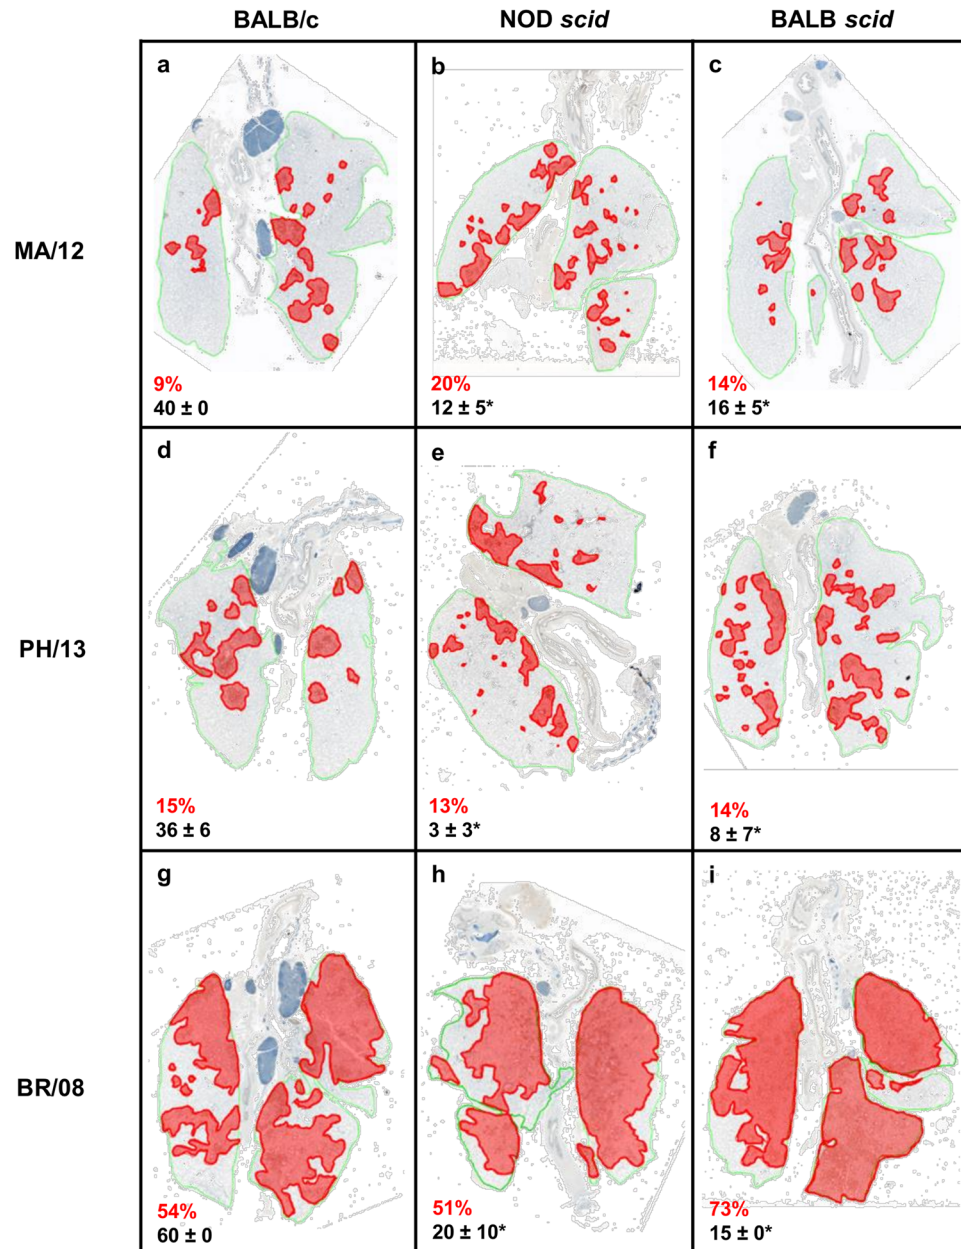 BALB/c NOD scid BALB scid
MA/12
a
9%
40 ± 0
b
20%
12 ± 5*
c
14%
16 ± 5*
PH/13
d
15%
36 ± 6
e
13%
3 ± 3*
f
14%
8 ± 7*
BR/08
g
54%
60 ± 0
h
51%
20 ± 10*
i
73%
15 ± 0*